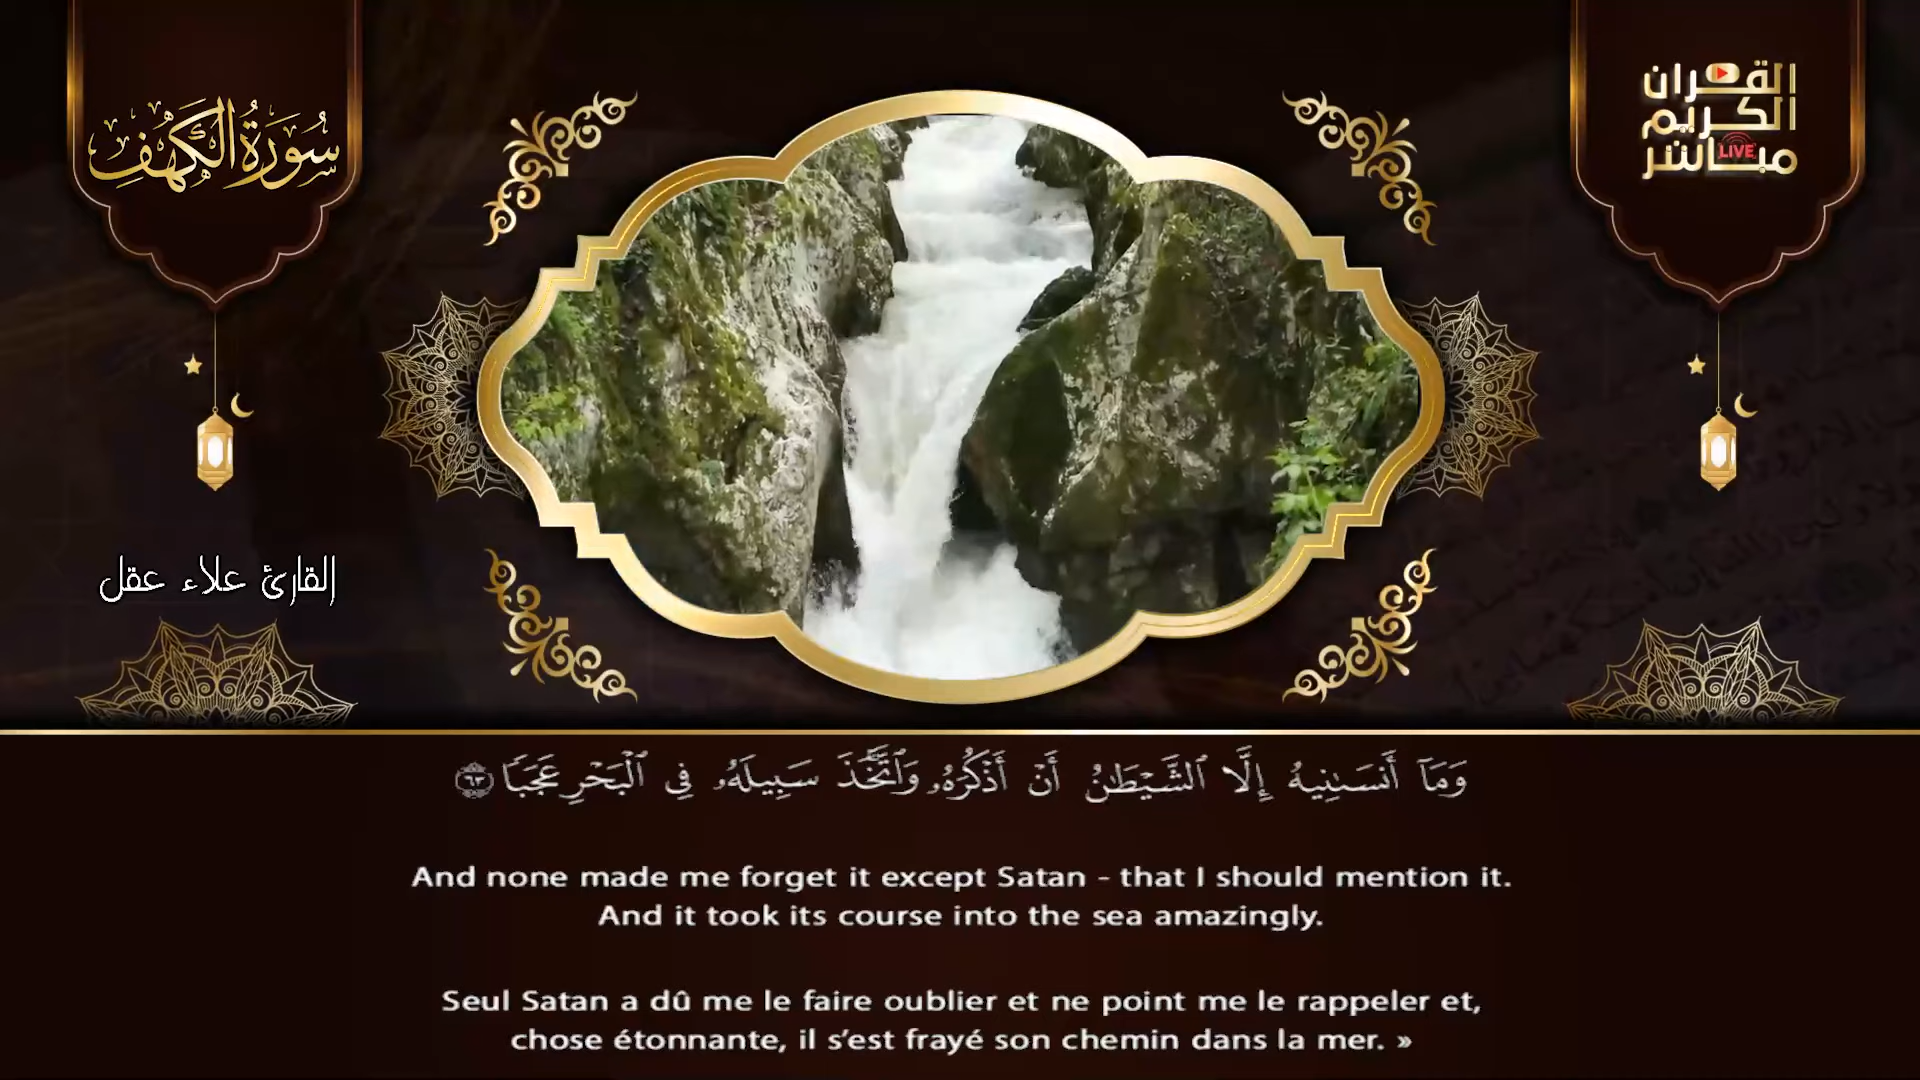 سُورَةُ الْكَهْفِ
القرآن
الكريم
مباشر
LIVE
القارئ علاء عقل
وَمَآ أَنسَىٰنِيهُ إِلَّا ٱلشَّيْطَٰنُ أَنْ أَذْكُرَهُۥ وَٱتَّخَذَ سَبِيلَهُۥ فِى ٱلْبَحْرِ عَجَبًا ٦٣
And none made me forget it except Satan - that I should mention it.
And it took its course into the sea amazingly.
Seul Satan a dû me le faire oublier et ne point me le rappeler et,
chose étonnante, il s’est frayé son chemin dans la mer. »